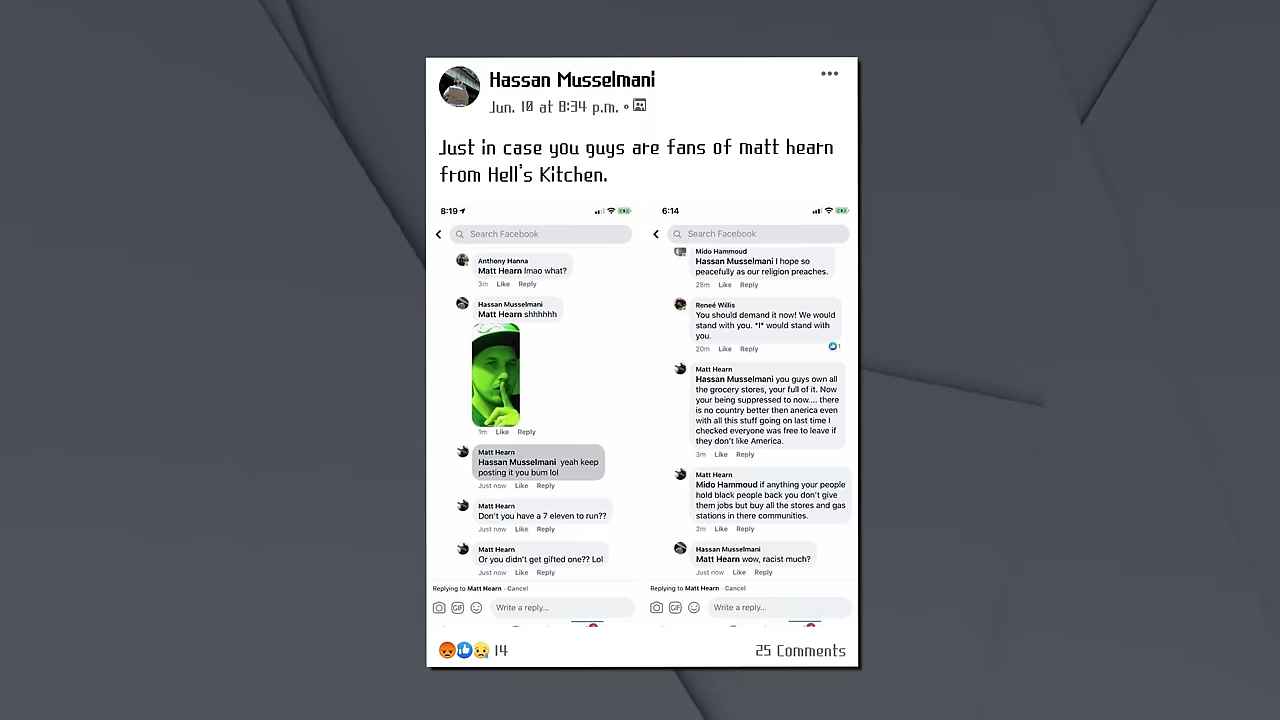 Hassan Musselmani
Jun. 10 at 8:34 p.m.
Just in case you guys are fans of matt hearn
from Hell's Kitchen.
8:19
Search Facebook
Anthony Hanna
Matt Hearn lmao what?
3m Like Reply
Hassan Musselmani
Matt Hearn shhhhhh
1m Like Reply
Matt Hearn
Hassan Musselmani yeah keep
posting it you bum lol
Just now Like Reply
Matt Hearn
Don't you have a 7 eleven to run??
Just now Like Reply
Matt Hearn
Or you didn't get gifted one?? Lol
Just now Like Reply
Replying to Matt Hearn · Cancel
GIF
Write a reply...
6:14
Search Facebook
Mido Hammoud
Hassan Musselmani I hope so
peacefully as our religion preaches.
28m Like Reply
Reneé Willis
You should demand it now! We would
stand with you. *I* would stand with
you.
20m Like Reply
1
Matt Hearn
Hassan Musselmani you guys own all
the grocery stores, your full of it. Now
your being suppressed to now.... there
is no country better then anerica even
with all this stuff going on last time I
checked everyone was free to leave if
they don't like America.
3m Like Reply
Matt Hearn
Mido Hammoud if anything your people
hold black people back you don't give
them jobs but buy all the stores and gas
stations in there communities.
2m Like Reply
Hassan Musselmani
Matt Hearn wow, racist much?
Just now Like Reply
Replying to Matt Hearn · Cancel
GIF
Write a reply...
14
25 Comments